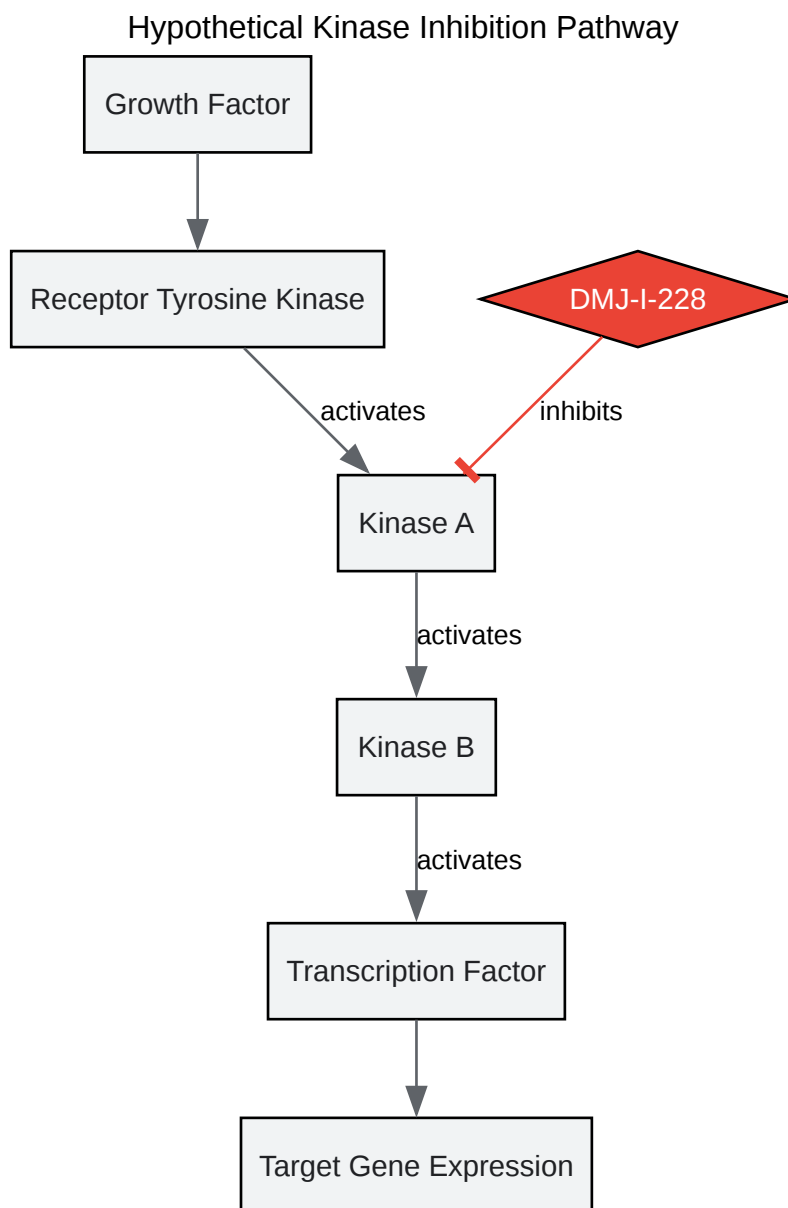 Hypothetical Kinase Inhibition Pathway
Growth Factor
Receptor Tyrosine Kinase
DMJ-I-228
activates
inhibits
Kinase A
activates
Kinase B
activates
Transcription Factor
Target Gene Expression